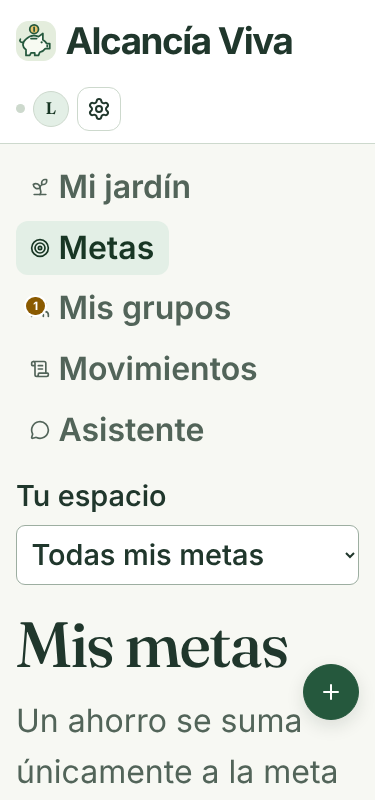 Alcancía Viva
L
Mi jardín
Metas
1 Mis grupos
Movimientos
Asistente
Tu espacio
Todas mis metas
Mis metas
Un ahorro se suma
únicamente a la meta